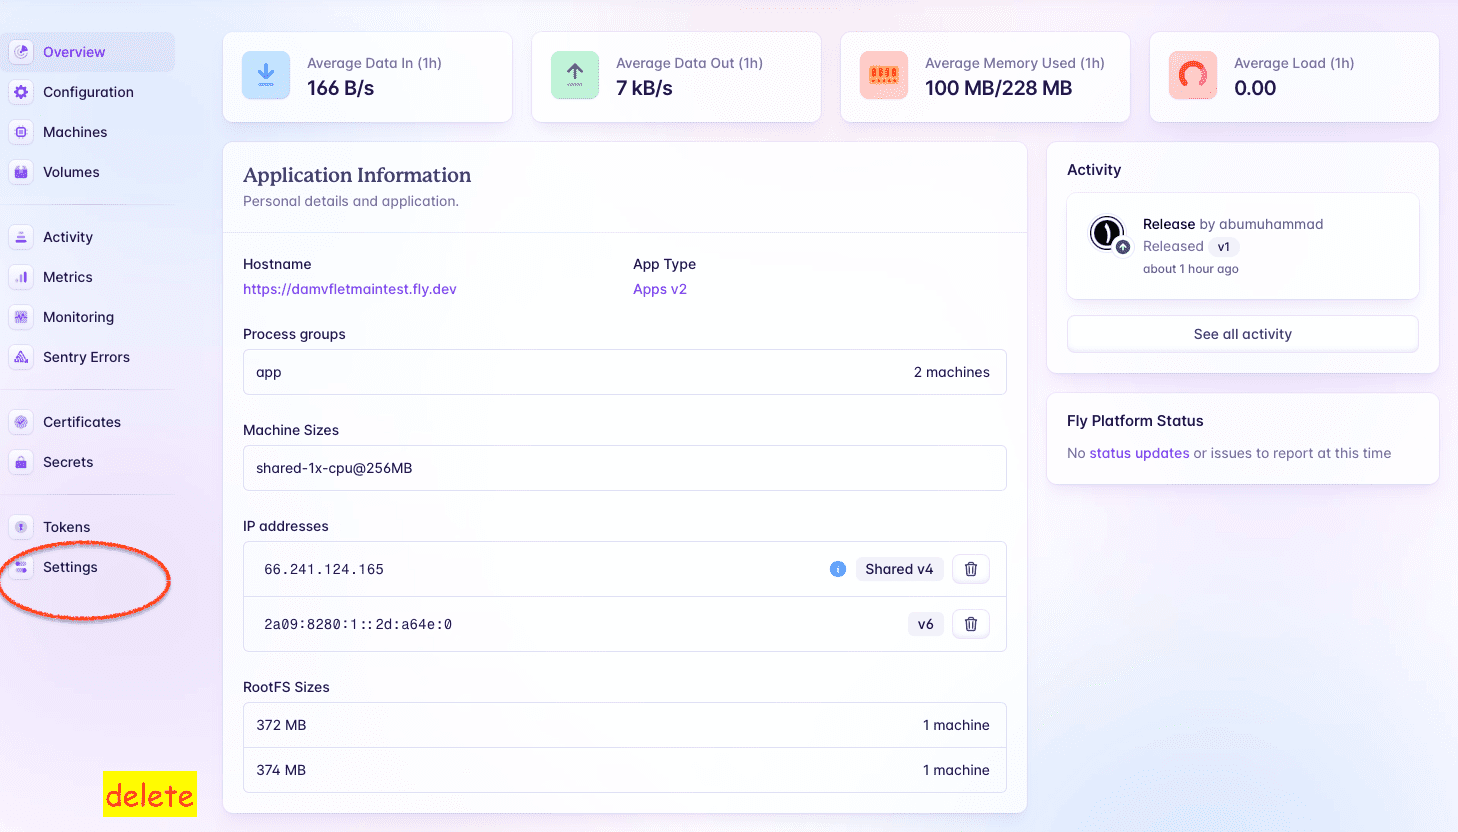 Overview
Configuration
Machines
Volumes
Activity
Metrics
Monitoring
Sentry Errors
Certificates
Secrets
Tokens
Settings
delete
Average Data In (1h)
166 B/s
Average Data Out (1h)
7 kB/s
Average Memory Used (1h)
100 MB/228 MB
Average Load (1h)
0.00
Application Information
Personal details and application.
Hostname
https://damvfletmaintest.fly.dev
App Type
Apps v2
Process groups
app 2 machines
Machine Sizes
shared-1x-cpu@256MB
IP addresses
66.241.124.165 Shared v4
2a09:8280:1::2d:a64e:0 v6
RootFS Sizes
372 MB 1 machine
374 MB 1 machine
Activity
Release by abumuhammad
Released v1
about 1 hour ago
See all activity
Fly Platform Status
No status updates or issues to report at this time